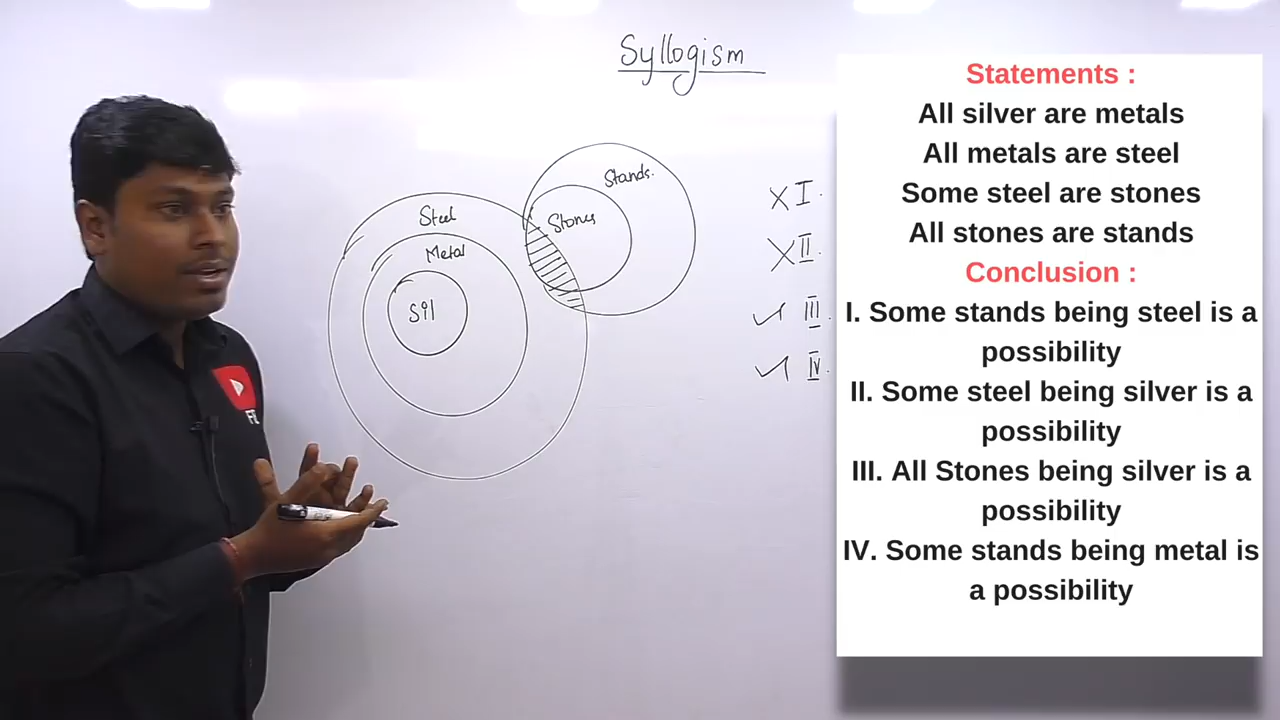 Syllogism
Steel
Metal
Sil
Stones
Stands.
X I.
X II.
✓ III.
✓ IV.
Statements :
All silver are metals
All metals are steel
Some steel are stones
All stones are stands
Conclusion :
I. Some stands being steel is a
possibility
II. Some steel being silver is a
possibility
III. All Stones being silver is a
possibility
IV. Some stands being metal is
a possibility